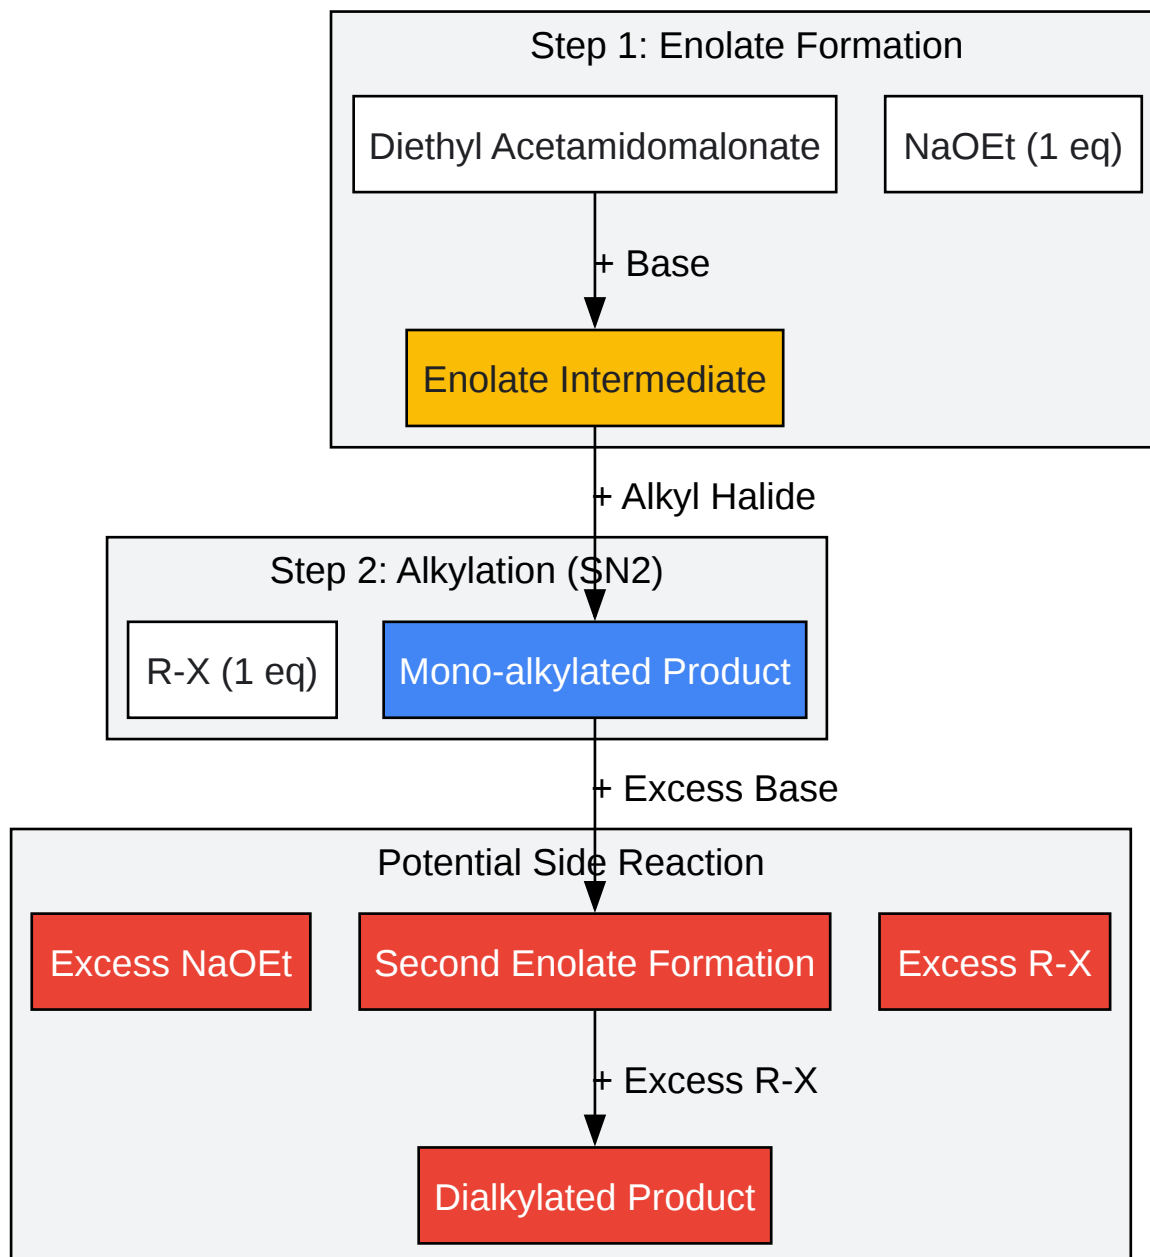 Step 1: Enolate Formation
Diethyl Acetamidomalonate
NaOEt (1 eq)
+ Base
Enolate Intermediate
+ Alkyl Halide
Step 2: Alkylation (SN2)
R-X (1 eq)
Mono-alkylated Product
+ Excess Base
Potential Side Reaction
Excess NaOEt
Second Enolate Formation
Excess R-X
+ Excess R-X
Dialkylated Product